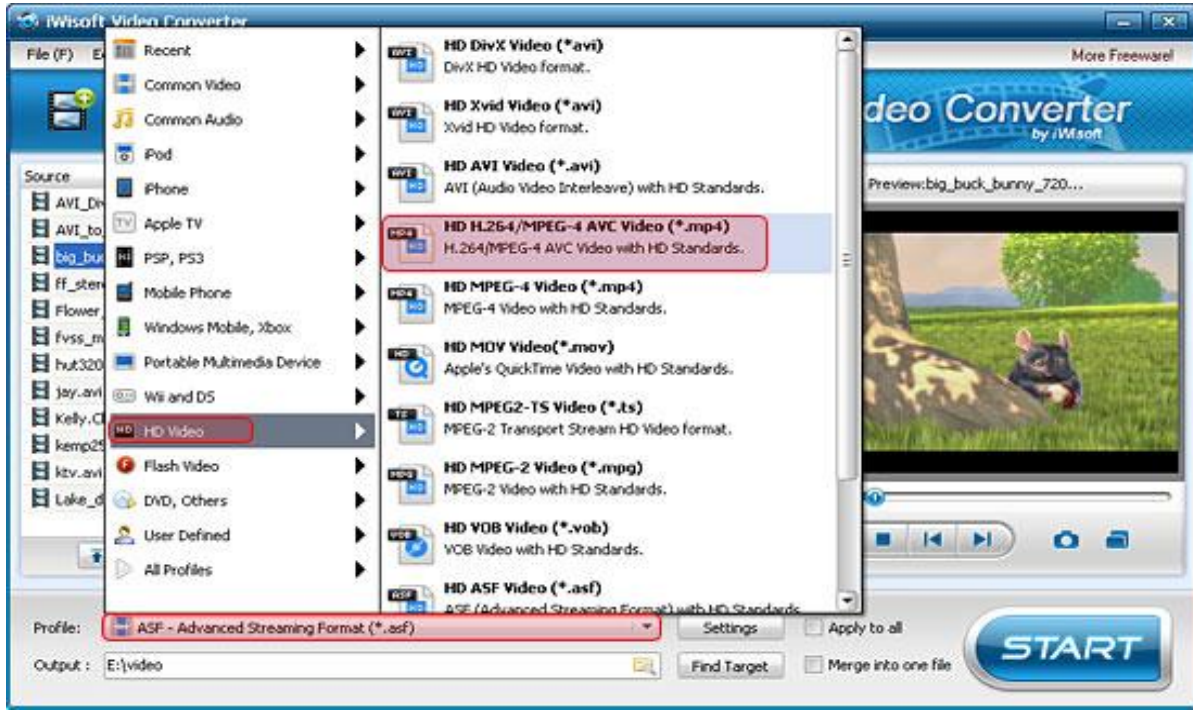 iWisoft Video Converter
File (F)
More Freeware!
Video Converter
by iWisoft
Source
AVI_Di
AVI_to
big_bu
ff_ster
Flower
fvss_m
hut320
jay.avi
Kelly.C
kemp25
ktv.avi
Lake_d
Recent
Common Video
Common Audio
iPod
iPhone
Apple TV
PSP, PS3
Mobile Phone
Windows Mobile, Xbox
Portable Multimedia Device
Wii and DS
HD Video
Flash Video
DVD, Others
User Defined
All Profiles
HD DivX Video (*avi)
DivX HD Video format.
HD Xvid Video (*avi)
Xvid HD Video format.
HD AVI Video (*.avi)
AVI (Audio Video Interleave) with HD Standards.
HD H.264/MPEG-4 AVC Video (*.mp4)
H.264/MPEG-4 AVC Video with HD Standards.
HD MPEG-4 Video (*.mp4)
MPEG-4 Video with HD Standards.
HD MOV Video(*.mov)
Apple's QuickTime Video with HD Standards.
HD MPEG2-TS Video (*.ts)
MPEG-2 Transport Stream HD Video format.
HD MPEG-2 Video (*.mpg)
MPEG-2 Video with HD Standards.
HD VOB Video (*.vob)
VOB Video with HD Standards.
HD ASF Video (*.asf)
ASF (Advanced Streaming Format) with HD Standards
Preview:big_buck_bunny_720...
Profile: ASF - Advanced Streaming Format (*.asf) Settings Apply to all
Output : E:\video Find Target Merge into one file
START